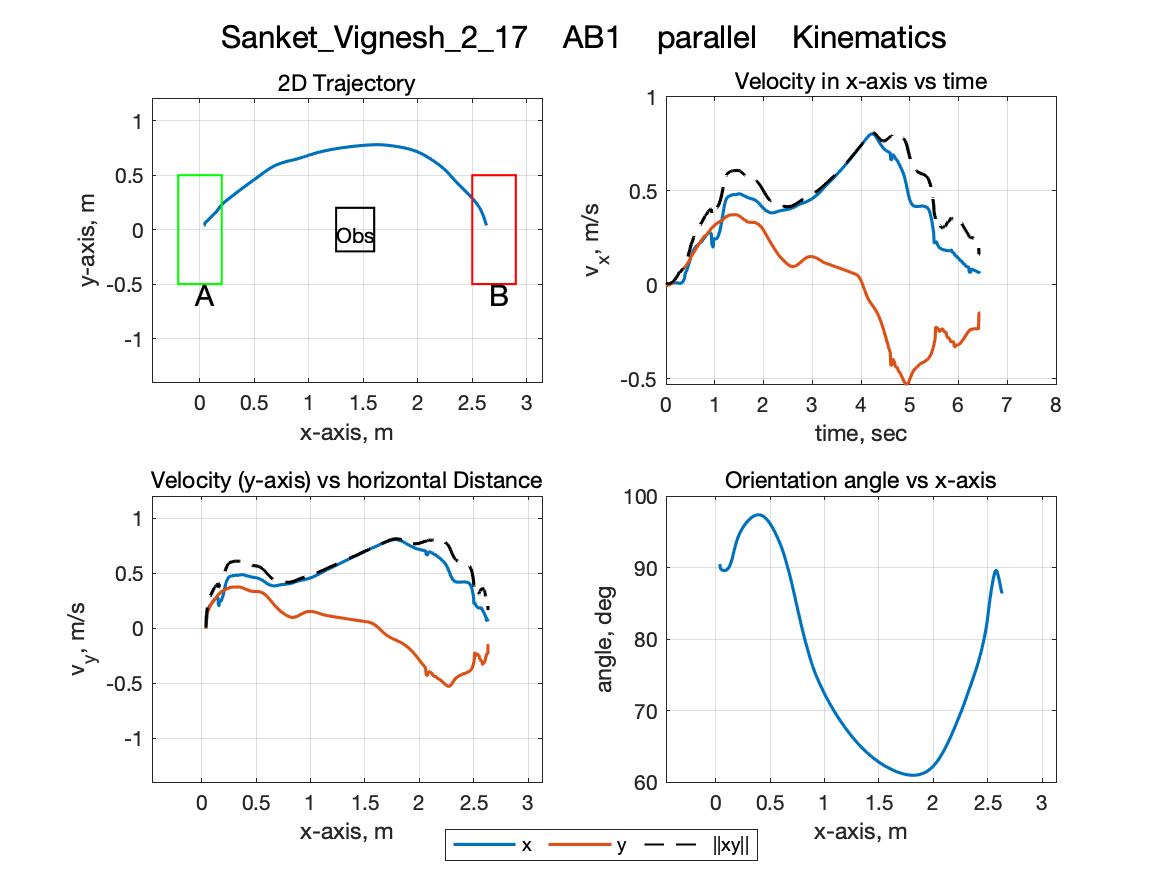 Sanket_Vignesh_2_17 AB1 parallel Kinematics
2D Trajectory
1
0.5
0
-0.5
-1
y-axis, m
Obs
A
B
0 0.5 1 1.5 2 2.5 3
x-axis, m
Velocity in x-axis vs time
1
0.5
0
-0.5
v_x, m/s
0 1 2 3 4 5 6 7 8
time, sec
Velocity (y-axis) vs horizontal Distance
1
0.5
0
-0.5
-1
v_y, m/s
0 0.5 1 1.5 2 2.5 3
x-axis, m
Orientation angle vs x-axis
100
90
80
70
60
angle, deg
0 0.5 1 1.5 2 2.5 3
x-axis, m
x y ||xy||